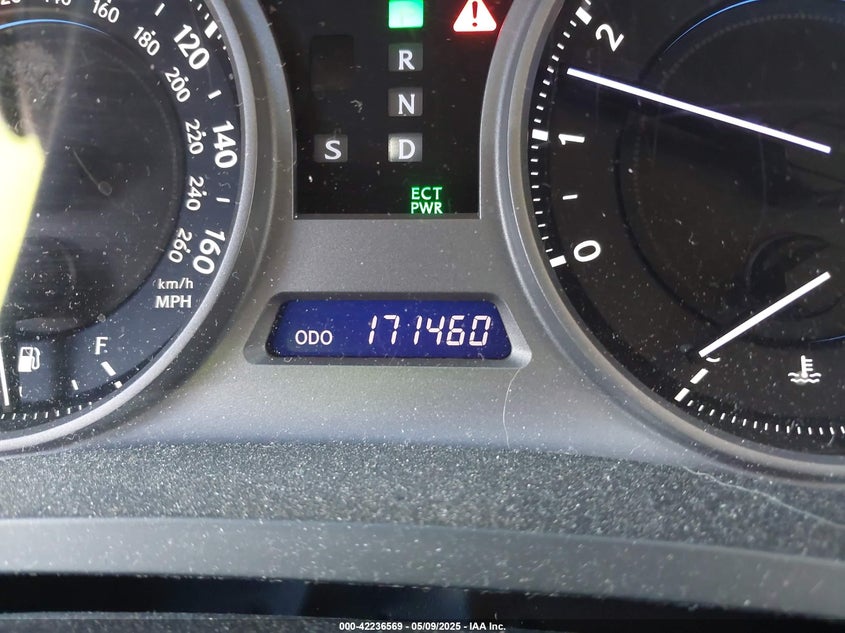 160
180
120
200
220
140
240
260
160
km/h
MPH
F
R
N
S D
ECT
PWR
ODO 171460
2
1
0
000-42236569 — 05/09/2025 — IAA Inc.